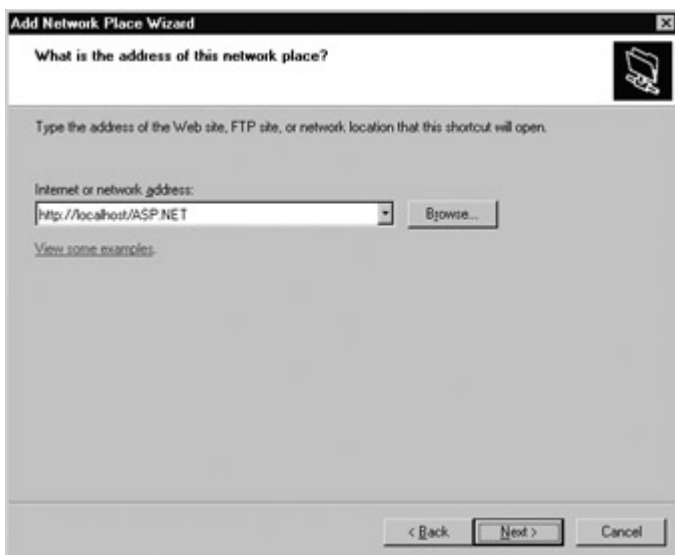 Add Network Place Wizard
What is the address of this network place?
Type the address of the Web site, FTP site, or network location that this shortcut will open.
Internet or network address:
http://localhost/ASP.NET
Browse...
View some examples.
< Back
Next >
Cancel